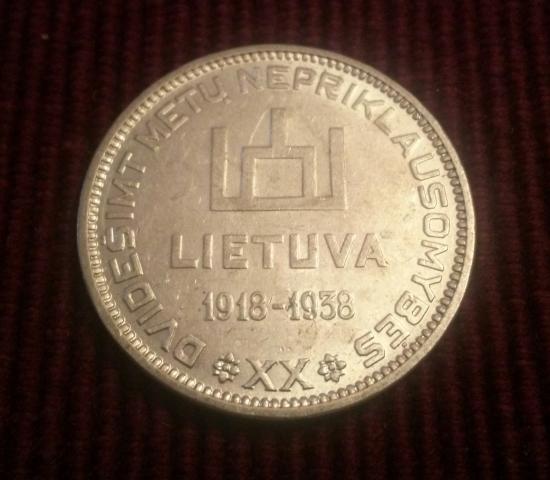 DVIDEŠIMT METŲ NEPRIKLAUSOMYBĖS
LIETUVA
1918-1938
XX